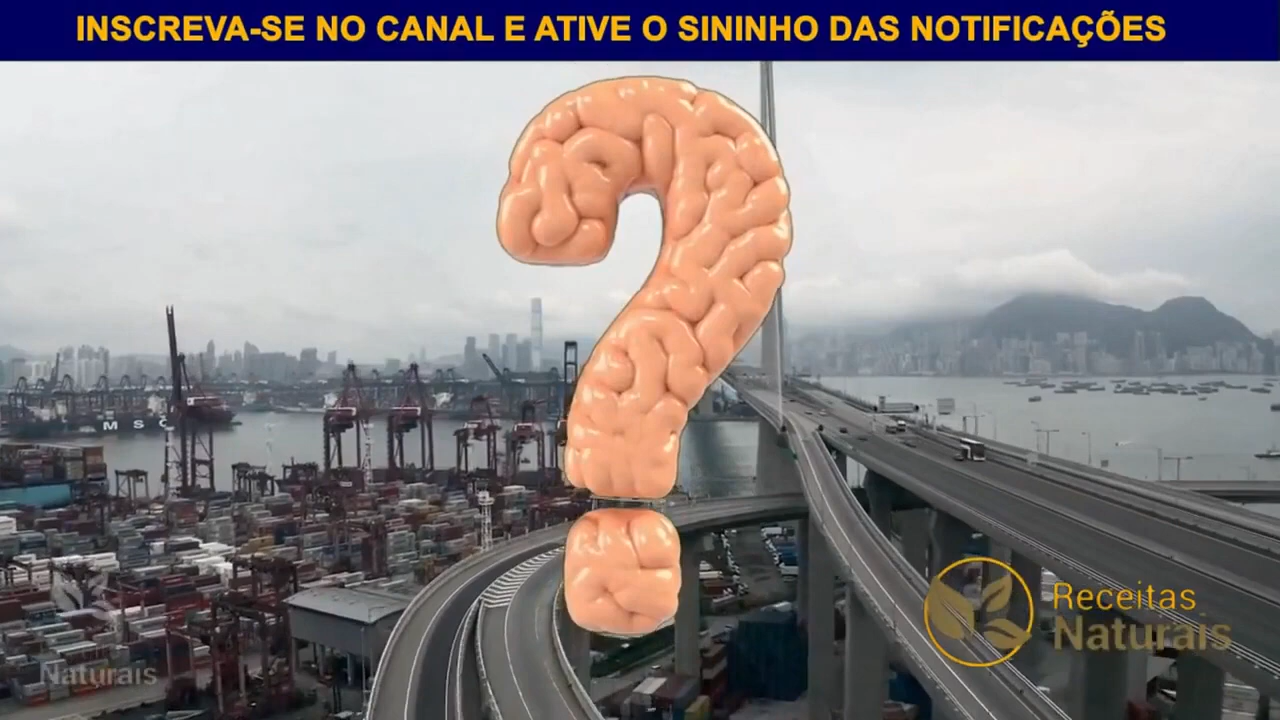 INSCREVA-SE NO CANAL E ATIVE O SININHO DAS NOTIFICAÇÕES
MSC
Receitas
Naturais
Naturais